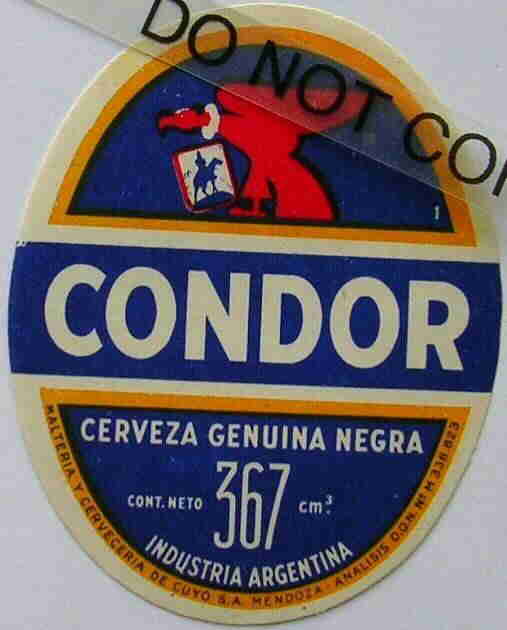 DO NOT
1
CONDOR
CERVEZA GENUINA NEGRA
CONT. NETO 367 cm³.
INDUSTRIA ARGENTINA
MALTERIA Y CERVECERIA DE CUYO S.A. MENDOZA - ANALISIS O.Q.N. Nº M 338.823